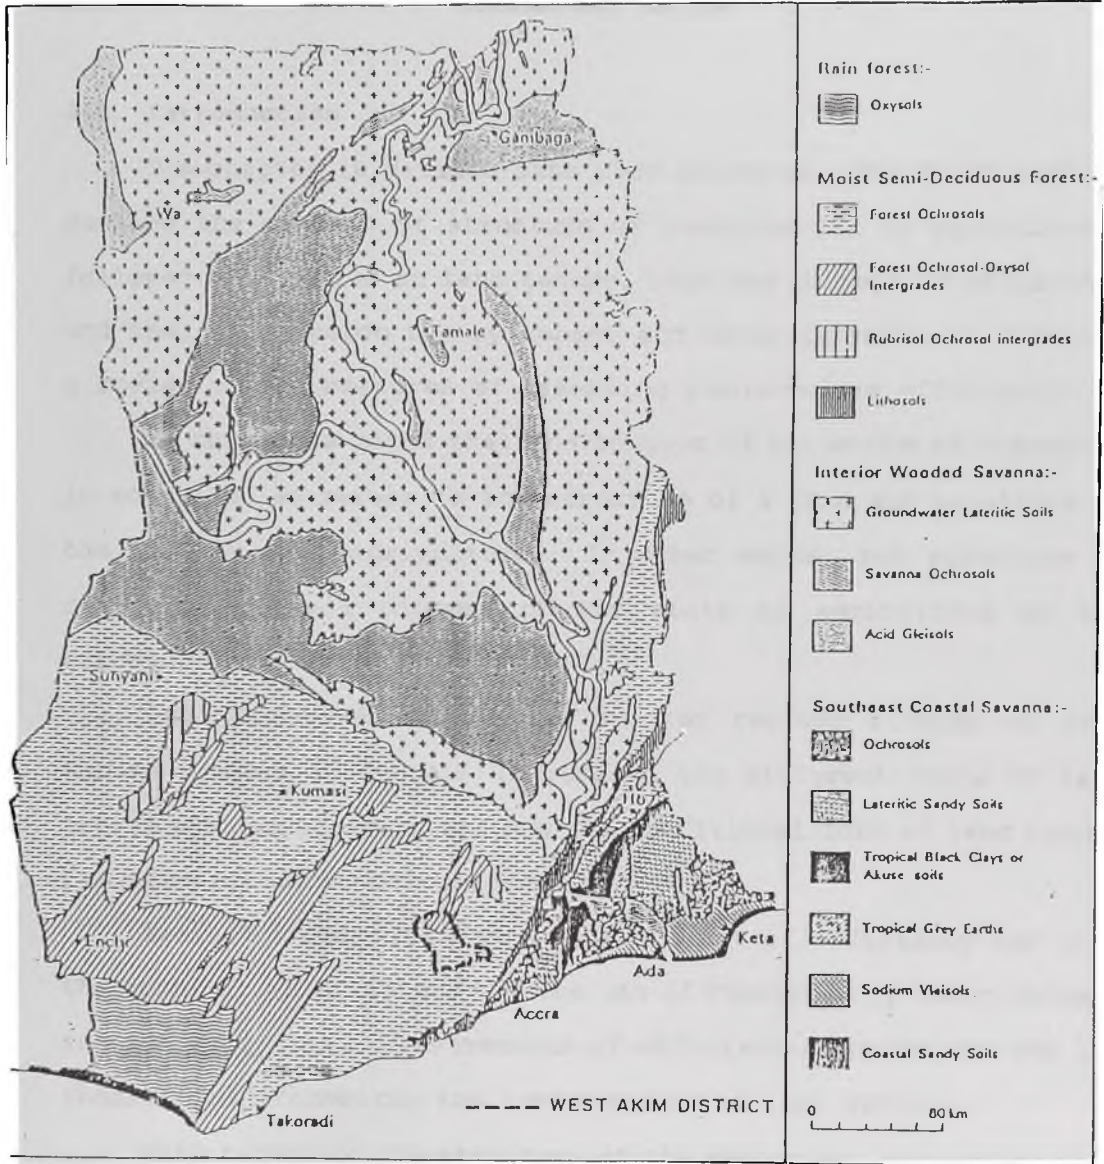 Gambaga
Wa
Tamale
Sunyani
Kumasi
Ho
Enchi
Keta
Ada
Accra
Takoradi
WEST AKIM DISTRICT
Rain forest:-
Oxysols
Moist Semi-Deciduous Forest:-
Forest Ochrosols
Forest Ochrosol-Oxysol
Intergrades
Rubrisol Ochrosol intergrades
Lithosols
Interior Wooded Savanna:-
Groundwater Lateritic Soils
Savanna Ochrosols
Acid Gleisols
Southeast Coastal Savanna:-
Ochrosols
Lateritic Sandy Soils
Tropical Black Clays or
Akuse soils
Tropical Grey Earths
Sodium Vleisols
Coastal Sandy Soils
0 80 km